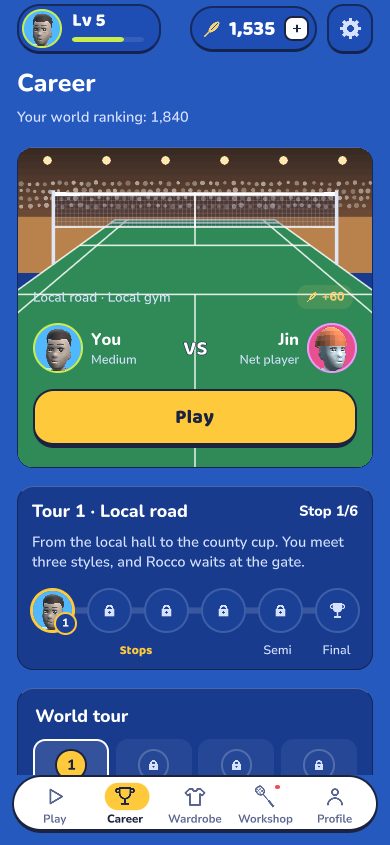 Lv 5
1,535
+
Career
Your world ranking: 1,840
Local road · Local gym
+60
You
Medium
VS
Jin
Net player
Play
Tour 1 · Local road
Stop 1/6
From the local hall to the county cup. You meet
three styles, and Rocco waits at the gate.
1
Stops
Semi
Final
World tour
1
Play
Career
Wardrobe
Workshop
Profile